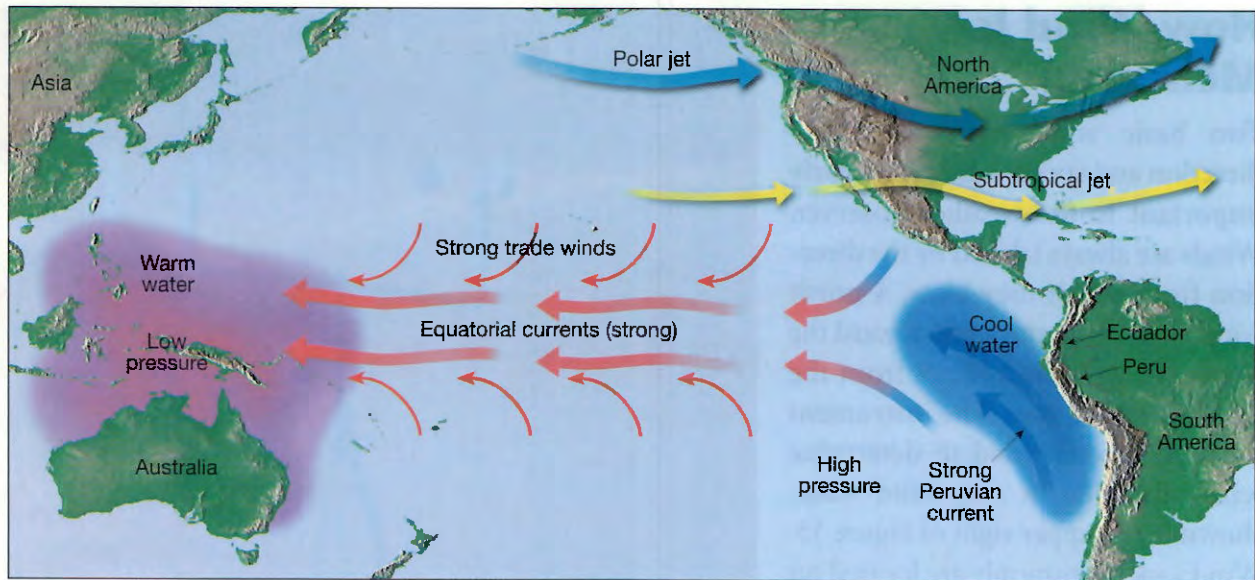 Asia
Polar jet
North
America
Subtropical jet
Strong trade winds
Warm
water
Equatorial currents (strong)
Low
pressure
Cool
water
Ecuador
Peru
South
America
Australia
High
pressure
Strong
Peruvian
current